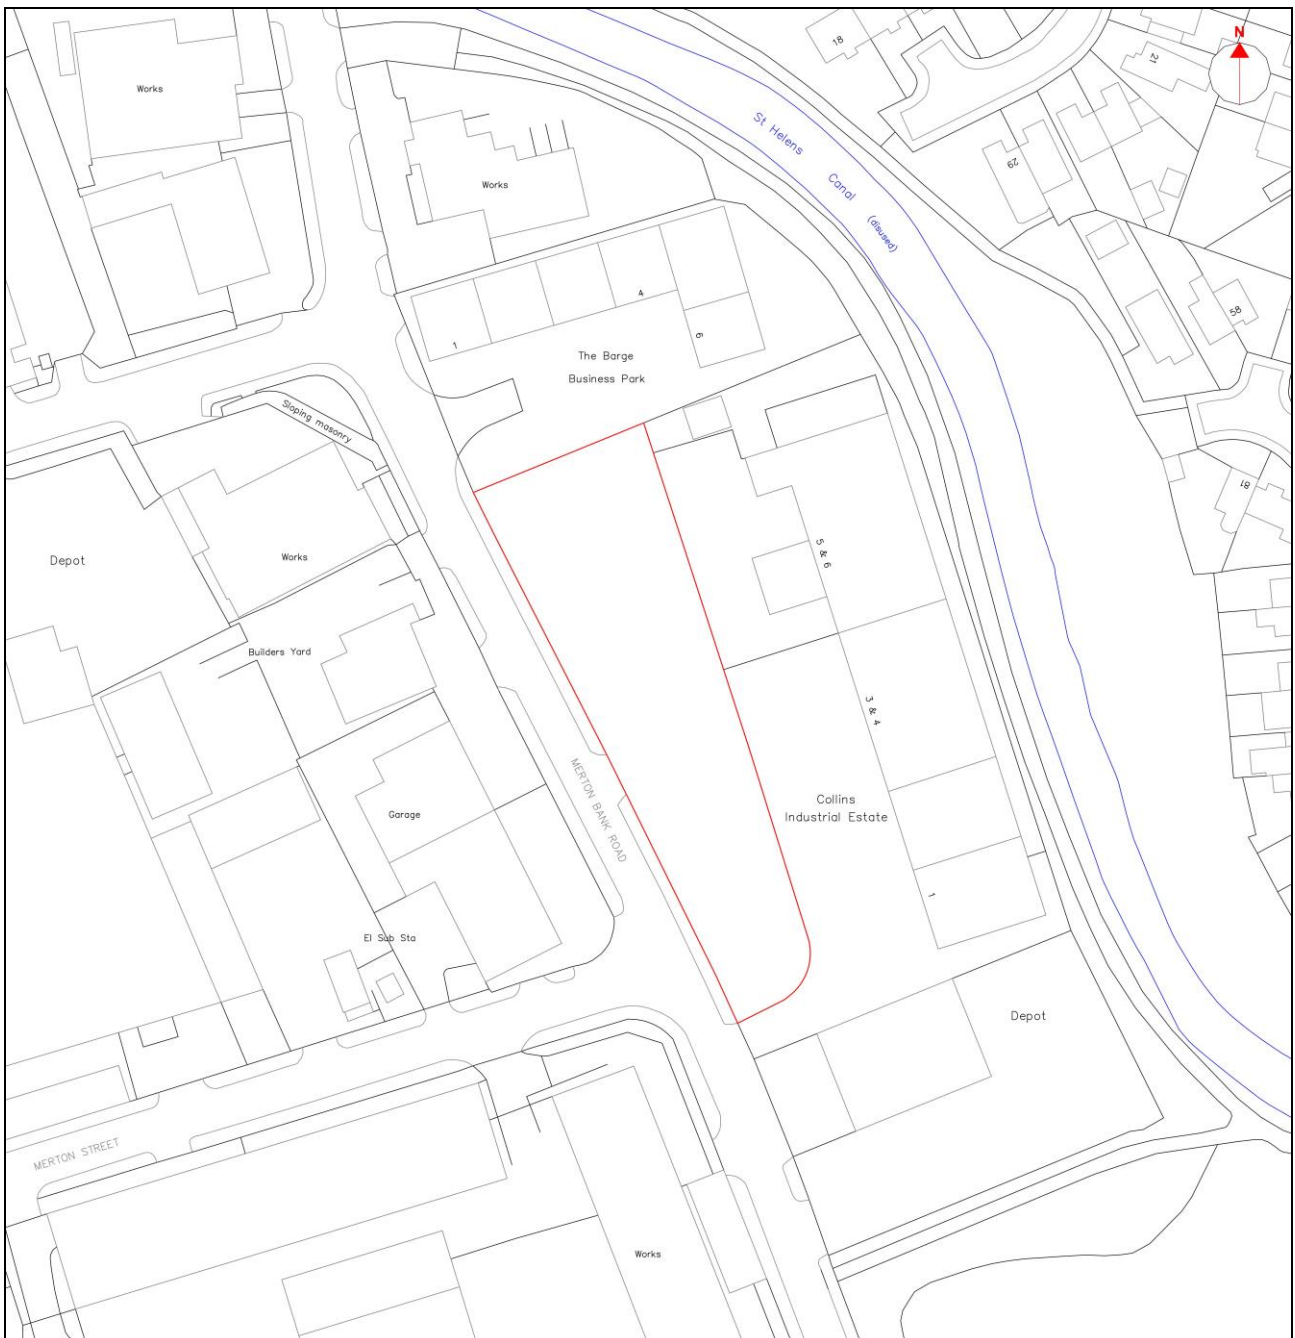 N
18
21
Works
St Helens
Canal
(disused)
29
Works
58
1
4
6
The Barge
Business Park
Sloping masonry
81
Depot
Works
5 & 6
Builders Yard
3 & 4
MERTON BANK ROAD
Garage
Collins
Industrial Estate
1
El Sub Sta
Depot
MERTON STREET
Works